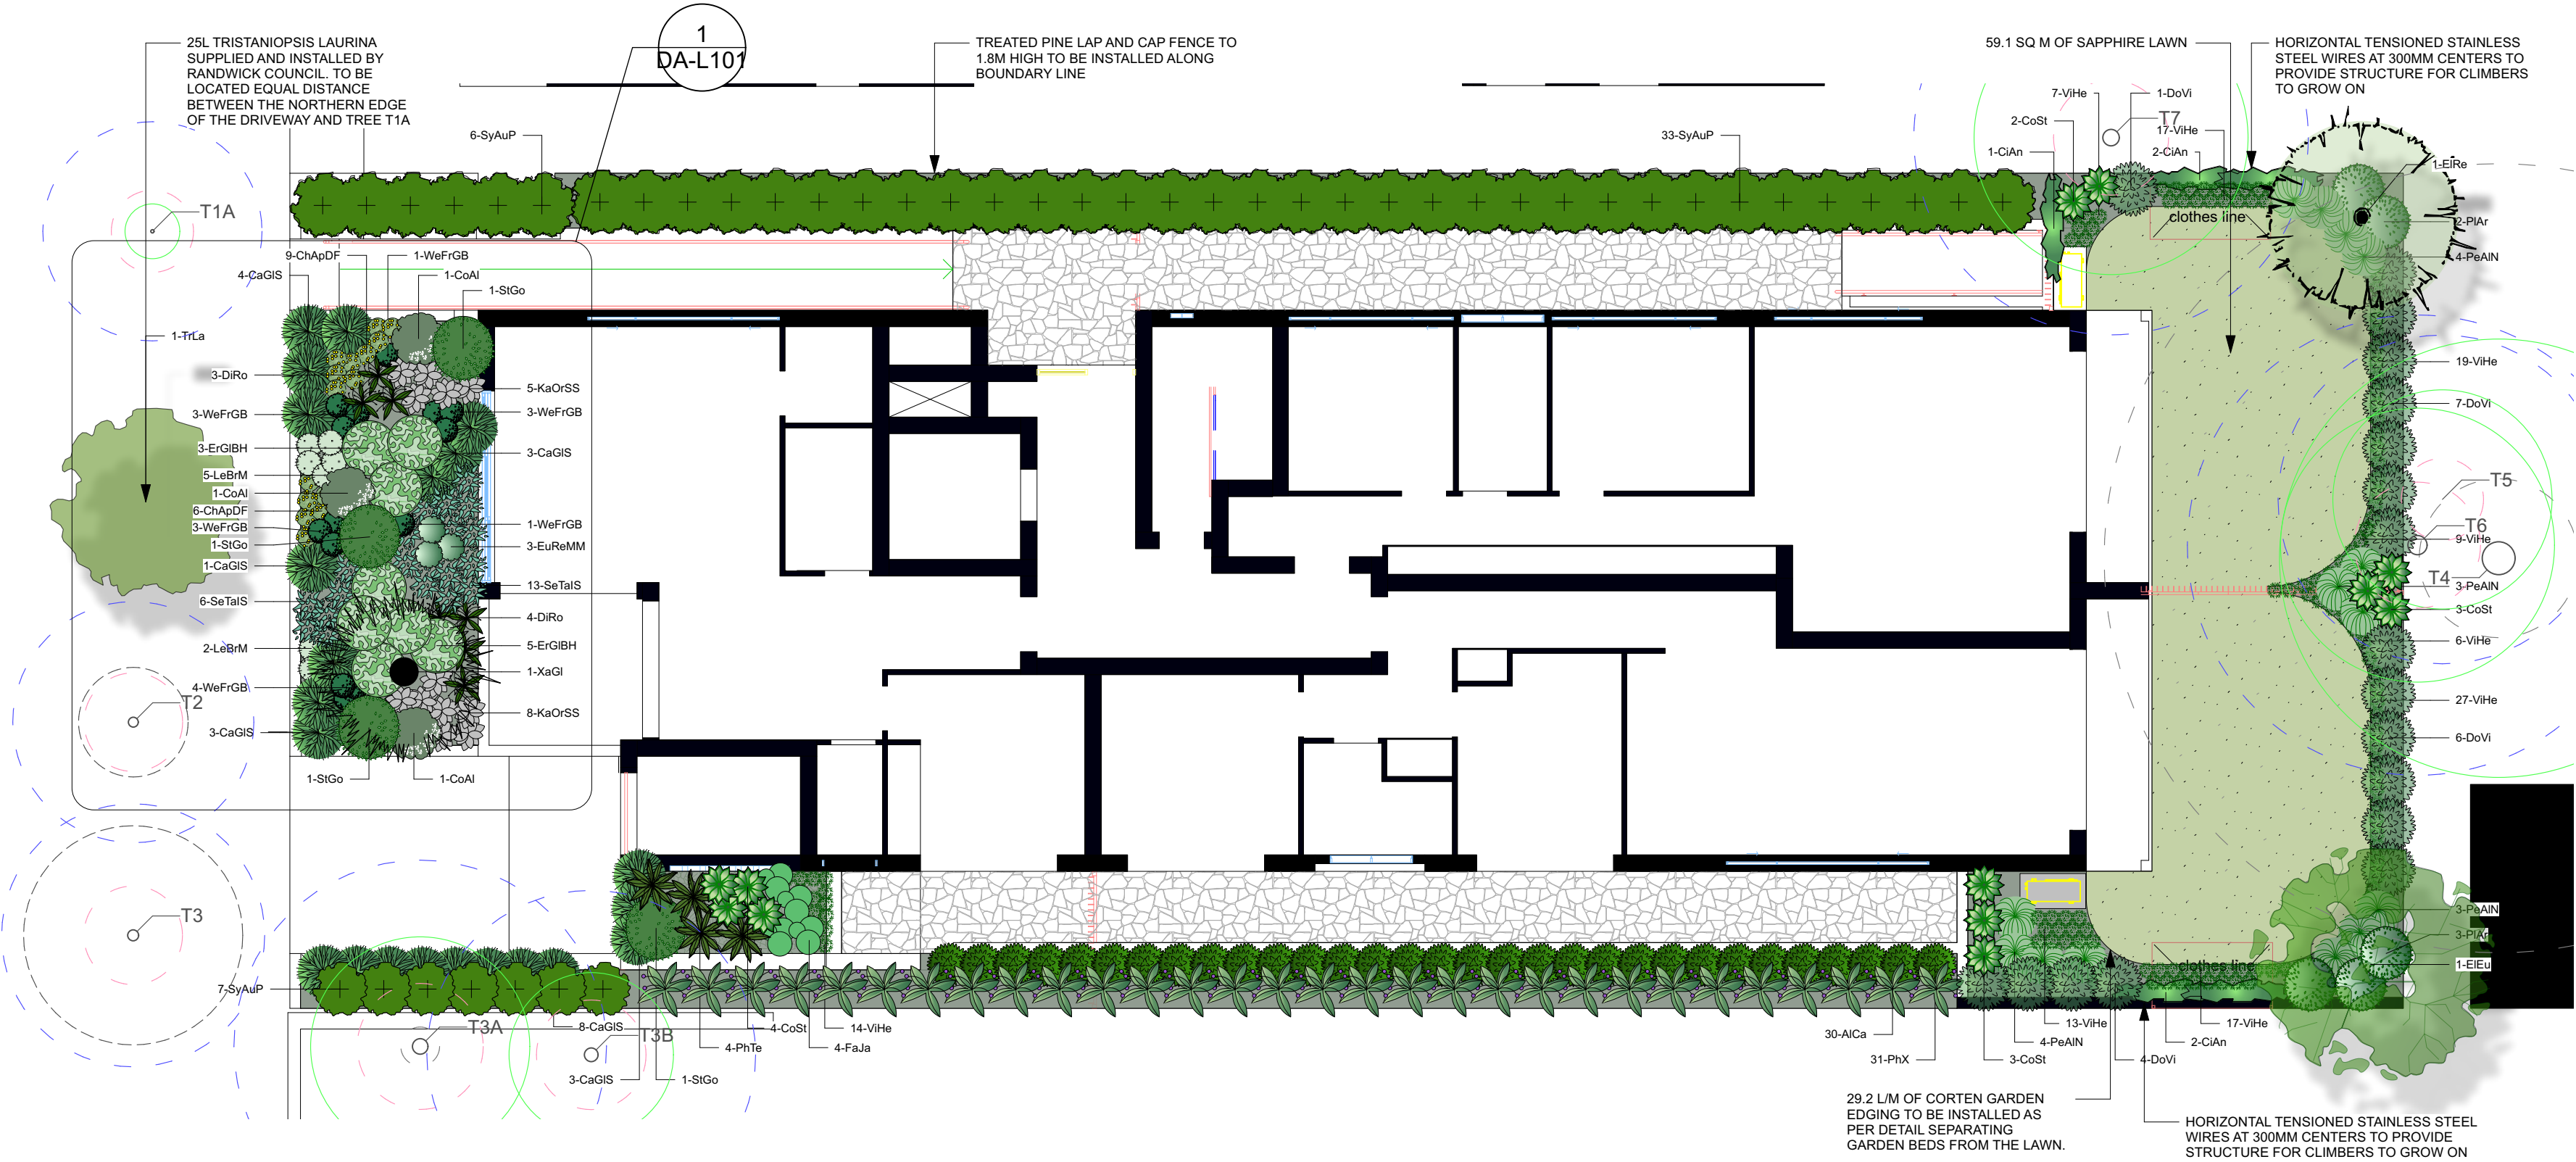 25L TRISTANIOPSIS LAURINA
SUPPLIED AND INSTALLED BY
RANDWICK COUNCIL. TO BE
LOCATED EQUAL DISTANCE
BETWEEN THE NORTHERN EDGE
OF THE DRIVEWAY AND TREE T1A
1
DA-L101
TREATED PINE LAP AND CAP FENCE TO
1.8M HIGH TO BE INSTALLED ALONG
BOUNDARY LINE
59.1 SQ M OF SAPPHIRE LAWN
HORIZONTAL TENSIONED STAINLESS
STEEL WIRES AT 300MM CENTERS TO
PROVIDE STRUCTURE FOR CLIMBERS
TO GROW ON
6-SyAuP
33-SyAuP
7-ViHe
1-DoVi
2-CoSt
T7
17-ViHe
1-CiAn
2-CiAn
1-ElRe
T1A
clothes line
2-PlAr
4-PeAlN
9-ChApDF
1-WeFrGB
4-CaGlS
1-CoAl
1-StGo
1-TrLa
3-DiRo
5-KaOrSS
3-WeFrGB
3-WeFrGB
3-ErGlBH
3-CaGlS
5-LeBrM
1-CoAl
6-ChApDF
3-WeFrGB
1-WeFrGB
1-StGo
3-EuReMM
1-CaGlS
13-SeTaIS
6-SeTaIS
4-DiRo
2-LeBrM
5-ErGlBH
1-XaGl
4-WeFrGB
T2
8-KaOrSS
3-CaGlS
1-StGo
1-CoAl
19-ViHe
7-DoVi
T5
T6
9-ViHe
T4
3-PeAlN
3-CoSt
6-ViHe
27-ViHe
6-DoVi
3-PeAlN
3-PlAr
1-ElEu
clothes line
T3
7-SyAuP
T3A
8-CaGlS
T3B
4-CoSt
14-ViHe
4-PhTe
4-FaJa
3-CaGlS
1-StGo
30-AlCa
31-PhX
13-ViHe
17-ViHe
4-PeAlN
2-CiAn
3-CoSt
4-DoVi
29.2 L/M OF CORTEN GARDEN
EDGING TO BE INSTALLED AS
PER DETAIL SEPARATING
GARDEN BEDS FROM THE LAWN.
HORIZONTAL TENSIONED STAINLESS STEEL
WIRES AT 300MM CENTERS TO PROVIDE
STRUCTURE FOR CLIMBERS TO GROW ON